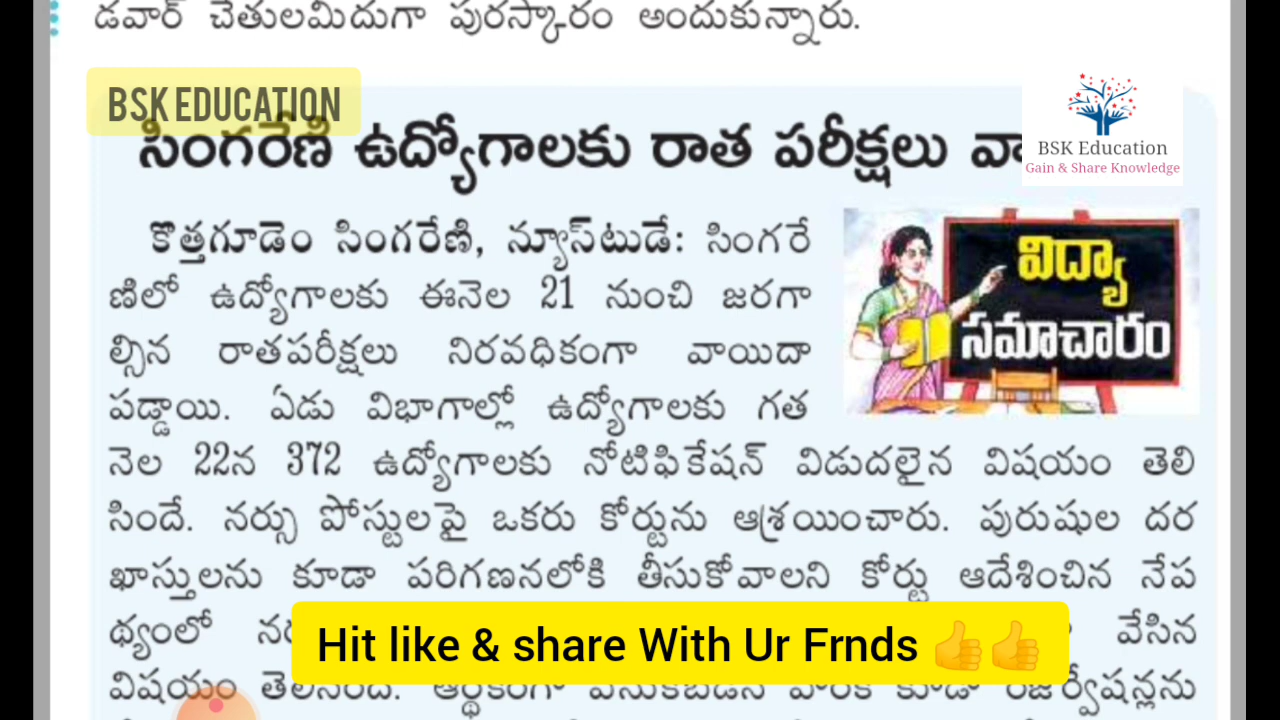 డవార్ చేతులమీదుగా పురస్కారం అందుకున్నారు.
BSK EDUCATION
సింగరేణి ఉద్యోగాలకు రాత పరీక్షలు
BSK Education
Gain & Share Knowledge
కొత్తగూడెం సింగరేణి, న్యూస్‌టుడే: సింగరే
ణిలో ఉద్యోగాలకు ఈనెల 21 నుంచి జరగా
ల్సిన రాతపరీక్షలు నిరవధికంగా వాయిదా
పడ్డాయి. ఏడు విభాగాల్లో ఉద్యోగాలకు గత
విద్యా
సమాచారం
నెల 22న 372 ఉద్యోగాలకు నోటిఫికేషన్ విడుదలైన విషయం తెలి
సిందే. నర్సు పోస్టులపై ఒకరు కోర్టును ఆశ్రయించారు. పురుషుల దర
ఖాస్తులను కూడా పరిగణనలోకి తీసుకోవాలని కోర్టు ఆదేశించిన నేప
థ్యంలో వేసిన
Hit like & share With Ur Frnds 👍👍
విషయం